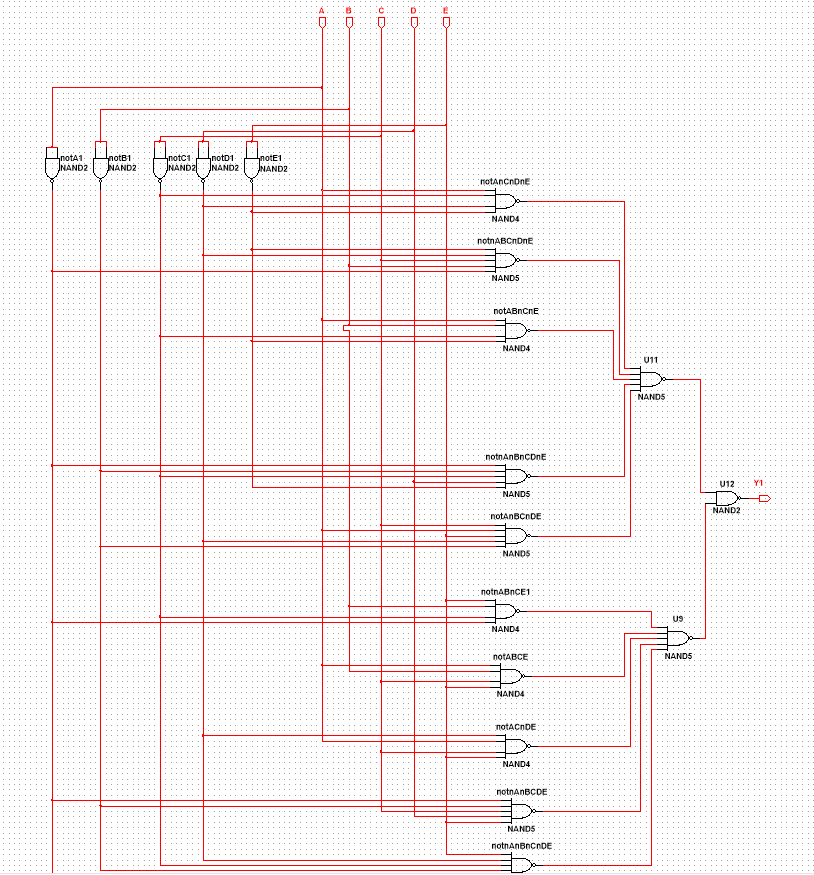 A B C D E
notA1
NAND2
notB1
NAND2
notC1
NAND2
notD1
NAND2
notE1
NAND2
notAnCnDnE
NAND4
notnABCnDnE
NAND5
notABnCnE
NAND4
U11
NAND5
notnAnBnCDnE
NAND5
U12
NAND2
Y1
notAnBCnDE
NAND5
notnABnCE1
NAND4
U9
NAND5
notABCE
NAND4
notACnDE
NAND4
notnAnBCDE
NAND5
notnAnBnCnDE